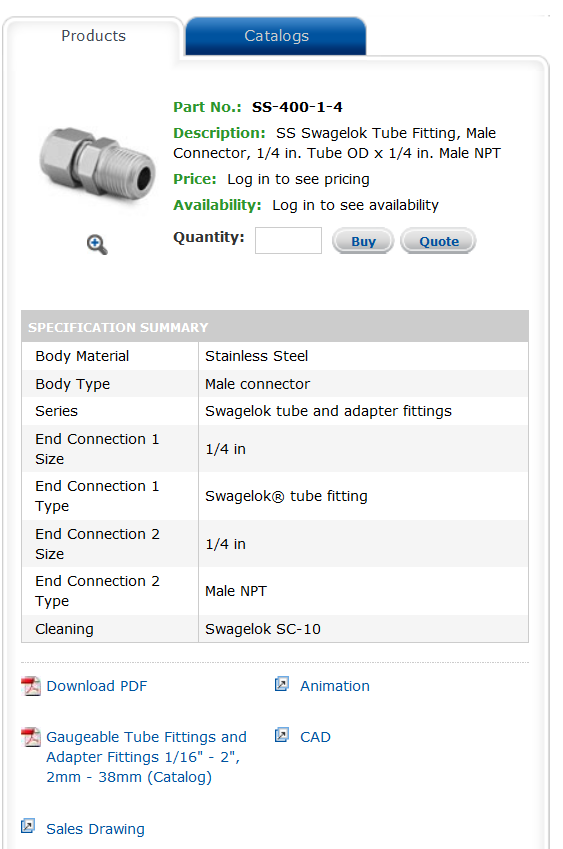 Products
Catalogs
Part No.: SS-400-1-4
Description: SS Swagelok Tube Fitting, Male
Connector, 1/4 in. Tube OD x 1/4 in. Male NPT
Price: Log in to see pricing
Availability: Log in to see availability
Quantity:
Buy
Quote
SPECIFICATION SUMMARY
Body Material Stainless Steel
Body Type Male connector
Series Swagelok tube and adapter fittings
End Connection 1
Size
1/4 in
End Connection 1
Type
Swagelok® tube fitting
End Connection 2
Size
1/4 in
End Connection 2
Type
Male NPT
Cleaning Swagelok SC-10
Download PDF
Animation
Gaugeable Tube Fittings and
Adapter Fittings 1/16" - 2",
2mm - 38mm (Catalog)
CAD
Sales Drawing